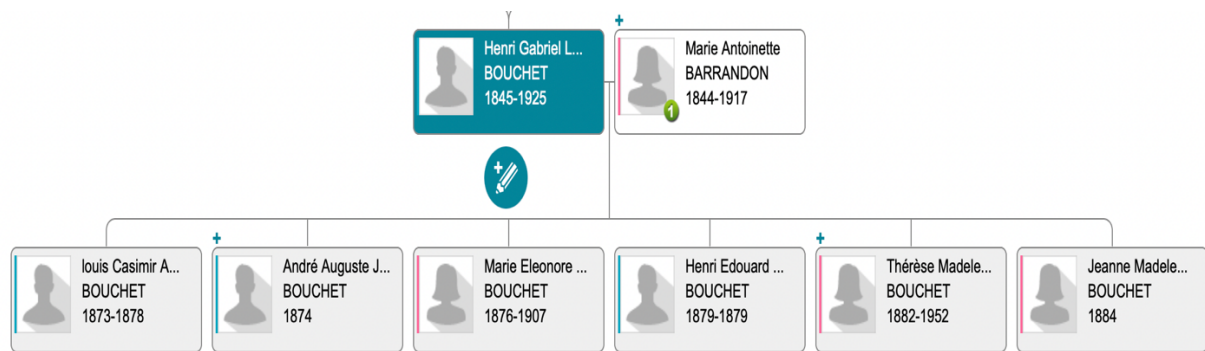 Henri Gabriel L...
BOUCHET
1845-1925
Marie Antoinette
BARRANDON
1844-1917
1
louis Casimir A...
BOUCHET
1873-1878
André Auguste J...
BOUCHET
1874
Marie Eleonore ...
BOUCHET
1876-1907
Henri Edouard ...
BOUCHET
1879-1879
Thérèse Madele...
BOUCHET
1882-1952
Jeanne Madele...
BOUCHET
1884